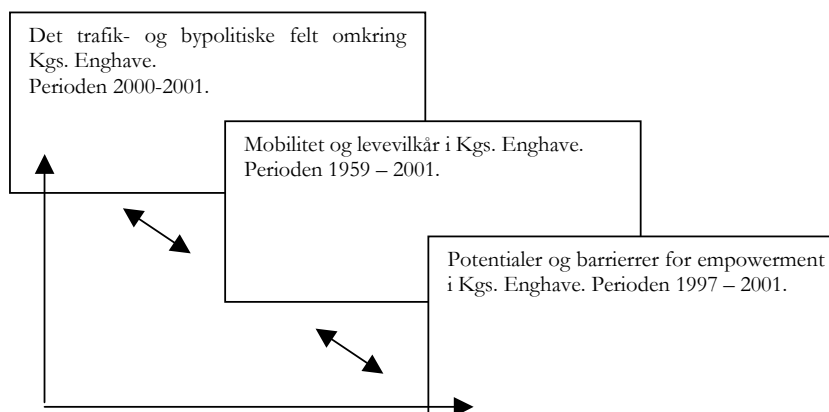 Det trafik- og bypolitiske felt omkring
Kgs. Enghave.
Perioden 2000-2001.
Mobilitet og levevilkår i Kgs. Enghave.
Perioden 1959 – 2001.
Potentialer og barrierrer for empowerment
i Kgs. Enghave. Perioden 1997 – 2001.